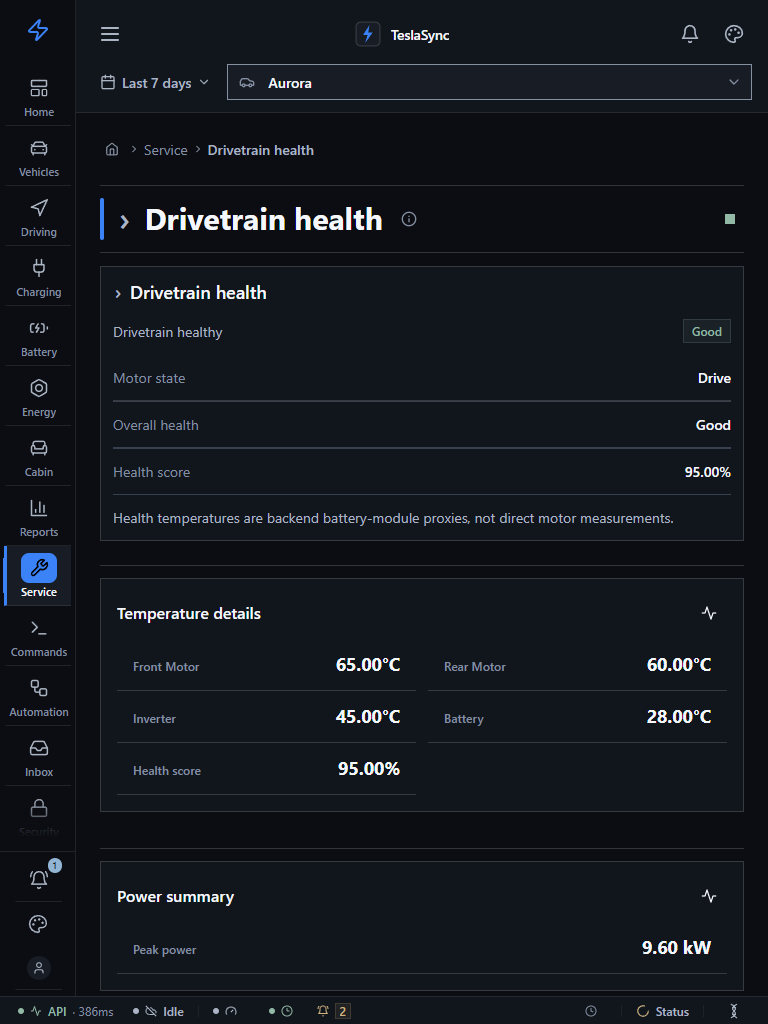 TeslaSync
Last 7 days
Aurora
Home
Vehicles
Driving
Charging
Battery
Energy
Cabin
Reports
Service
Commands
Automation
Inbox
Security
1
Service
Drivetrain health
Drivetrain health
Drivetrain health
Drivetrain healthy
Good
Motor state
Drive
Overall health
Good
Health score
95.00%
Health temperatures are backend battery-module proxies, not direct motor measurements.
Temperature details
Front Motor
65.00°C
Rear Motor
60.00°C
Inverter
45.00°C
Battery
28.00°C
Health score
95.00%
Power summary
Peak power
9.60 kW
API · 386ms
Idle
2
Status